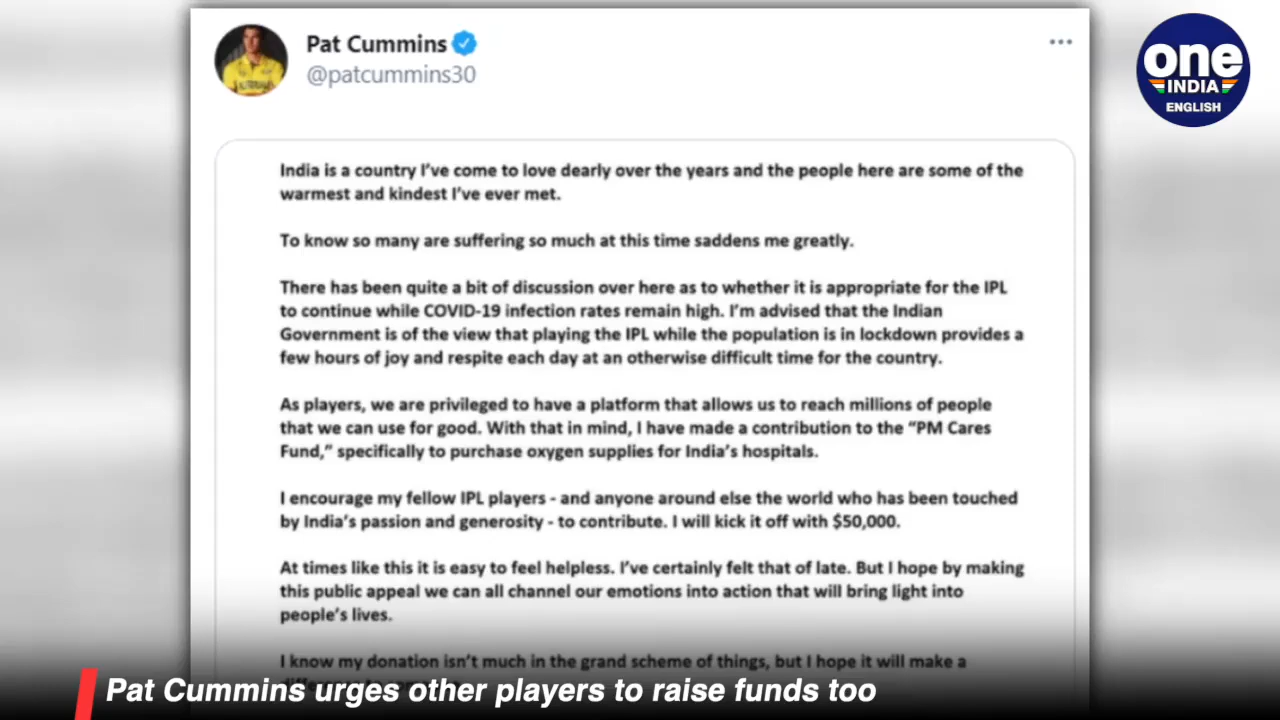 Pat Cummins
@patcummins30
one
INDIA
ENGLISH
India is a country I've come to love dearly over the years and the people here are some of the
warmest and kindest I've ever met.
To know so many are suffering so much at this time saddens me greatly.
There has been quite a bit of discussion over here as to whether it is appropriate for the IPL
to continue while COVID-19 infection rates remain high. I'm advised that the Indian
Government is of the view that playing the IPL while the population is in lockdown provides a
few hours of joy and respite each day at an otherwise difficult time for the country.
As players, we are privileged to have a platform that allows us to reach millions of people
that we can use for good. With that in mind, I have made a contribution to the “PM Cares
Fund,” specifically to purchase oxygen supplies for India's hospitals.
I encourage my fellow IPL players - and anyone around else the world who has been touched
by India's passion and generosity - to contribute. I will kick it off with $50,000.
At times like this it is easy to feel helpless. I've certainly felt that of late. But I hope by making
this public appeal we can all channel our emotions into action that will bring light into
people's lives.
I know my donation isn't much in the grand scheme of things, but I hope it will make a
Pat Cummins urges other players to raise funds too